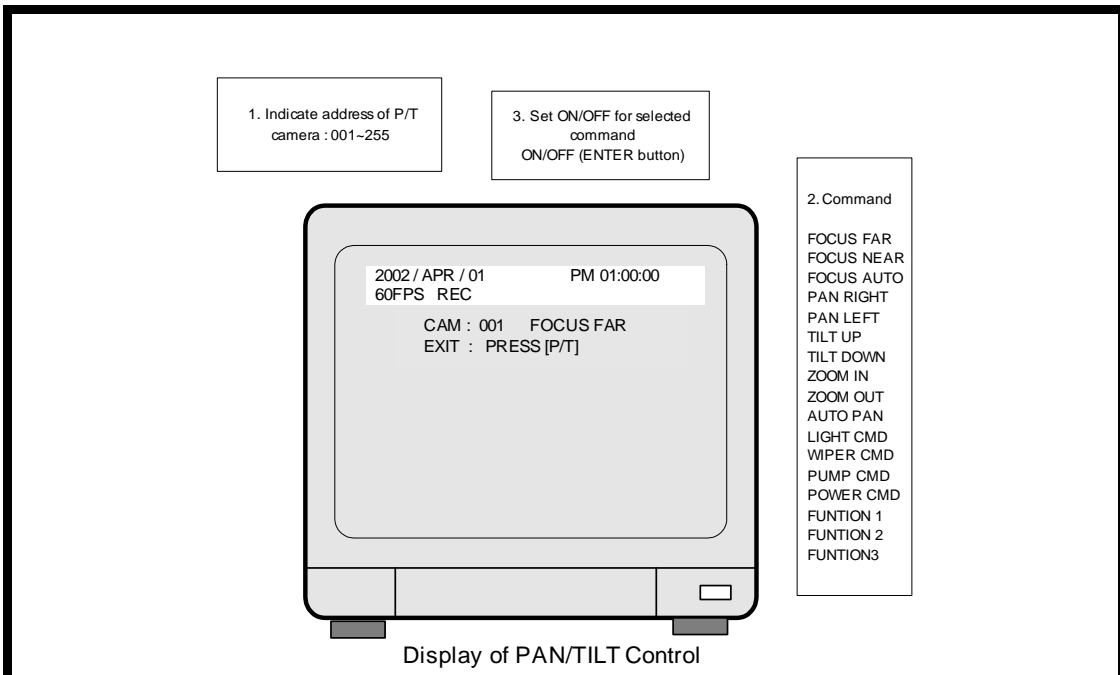 1. Indicate address of P/T
camera : 001~255
3. Set ON/OFF for selected
command
ON/OFF (ENTER button)
2. Command
FOCUS FAR
FOCUS NEAR
FOCUS AUTO
PAN RIGHT
PAN LEFT
TILT UP
TILT DOWN
ZOOM IN
ZOOM OUT
AUTO PAN
LIGHT CMD
WIPER CMD
PUMP CMD
POWER CMD
FUNTION 1
FUNTION 2
FUNTION3
2002 / APR / 01 PM 01:00:00
60FPS REC
CAM : 001 FOCUS FAR
EXIT : PRESS [P/T]
Display of PAN/TILT Control